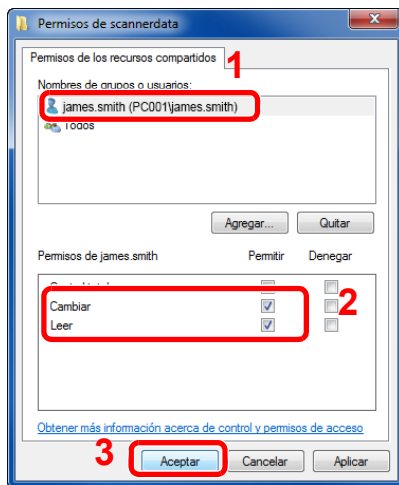 Permisos de scannerdata
Permisos de los recursos compartidos
1
Nombres de grupos o usuarios:
james.smith (PC001\james.smith)
Todos
Agregar... Quitar
Permisos de james.smith Permitir Denegar
Control total
Cambiar
2
Leer
Obtener más información acerca de control y permisos de acceso
3
Aceptar Cancelar Aplicar